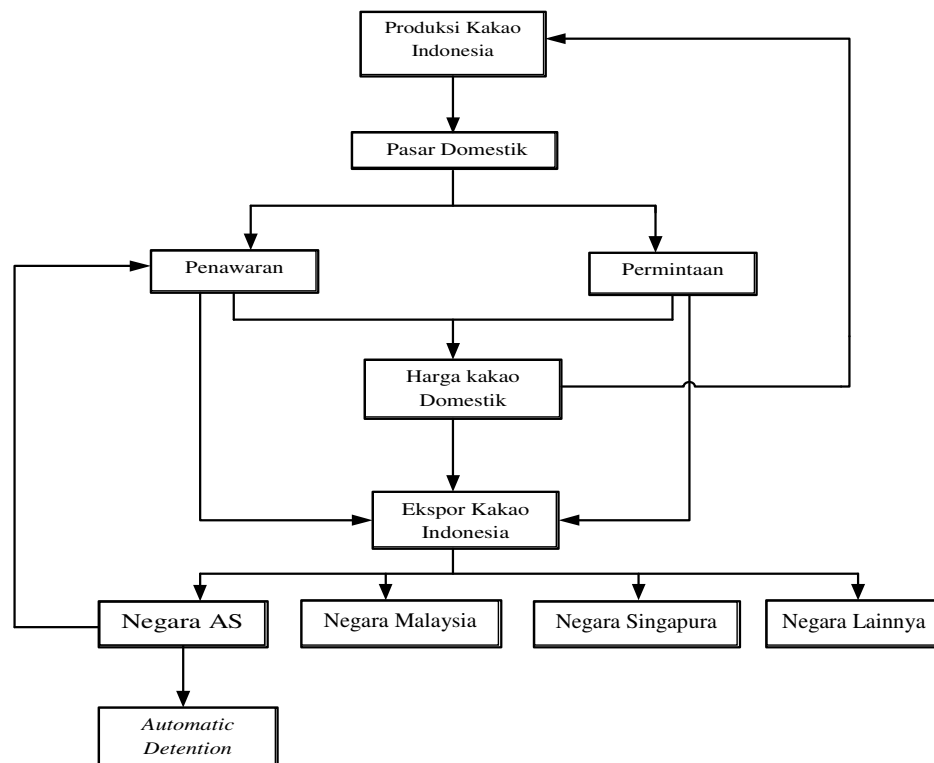 Produksi Kakao
Indonesia
Pasar Domestik
Penawaran
Permintaan
Harga kakao
Domestik
Ekspor Kakao
Indonesia
Negara AS
Negara Malaysia
Negara Singapura
Negara Lainnya
Automatic
Detention